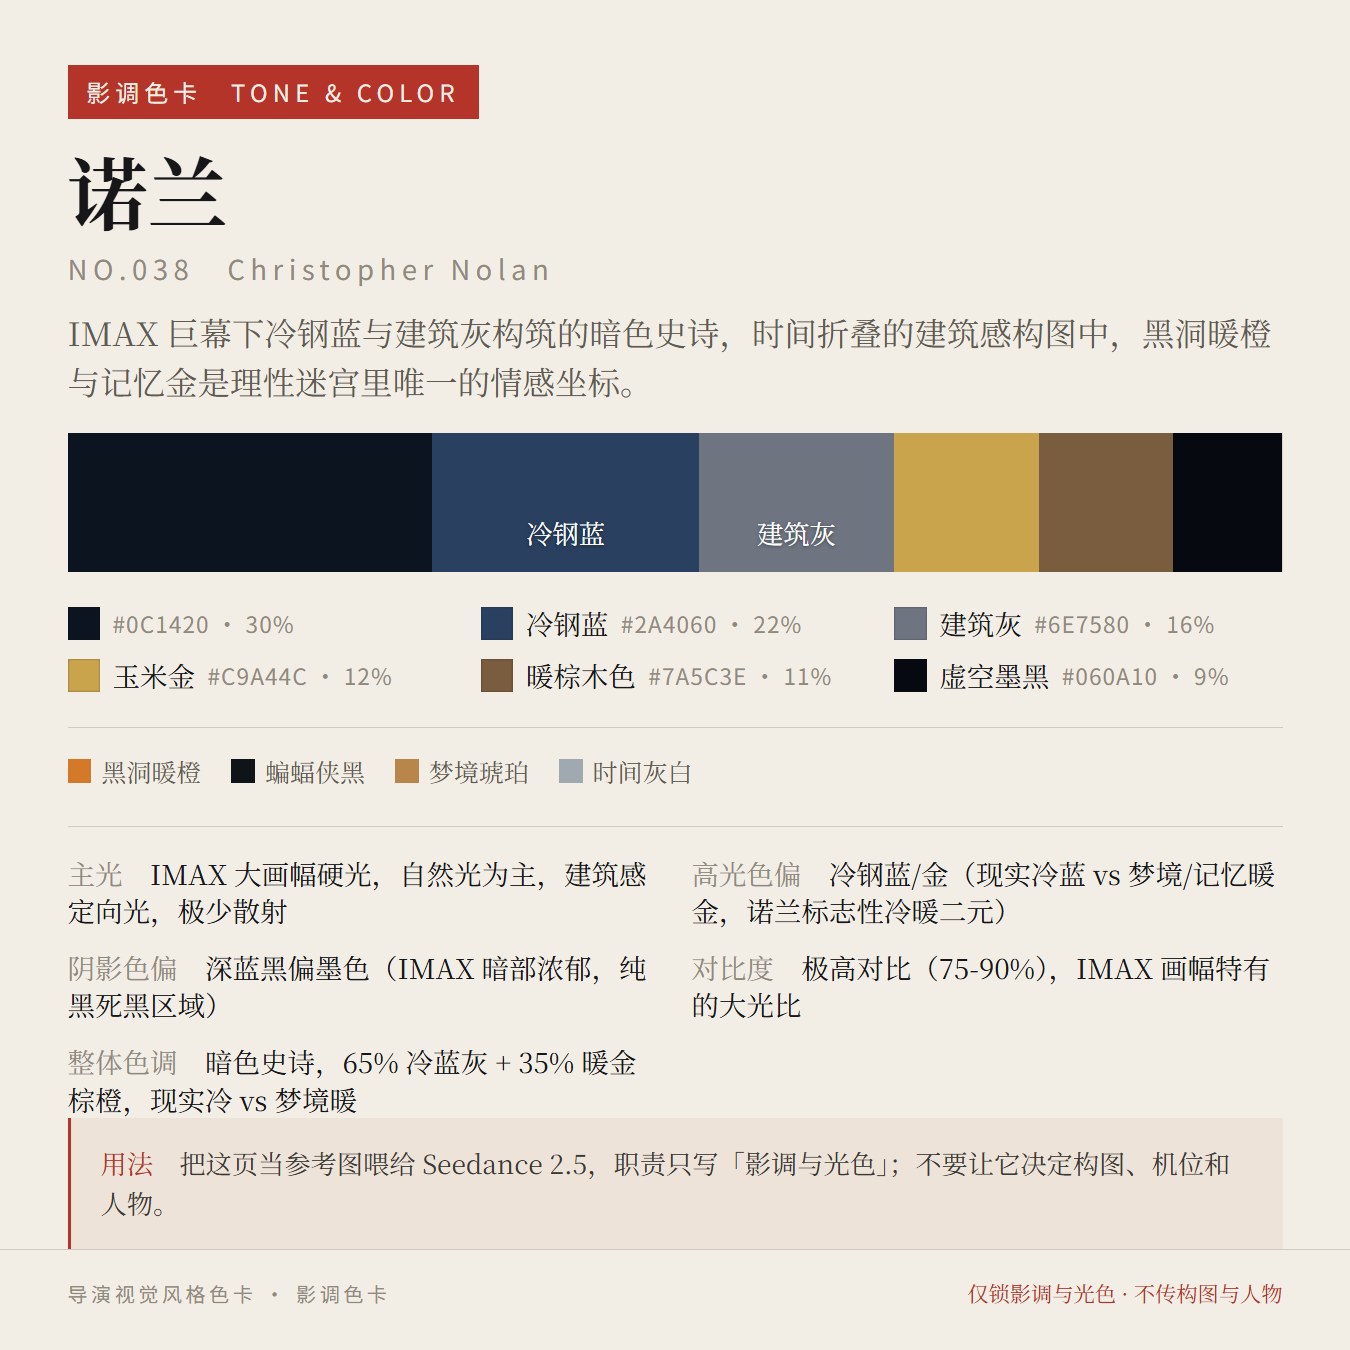 影调色卡 TONE & COLOR
诺兰
NO.038 Christopher Nolan
IMAX 巨幕下冷钢蓝与建筑灰构筑的暗色史诗，时间折叠的建筑感构图中，黑洞暖橙
与记忆金是理性迷宫里唯一的情感坐标。
冷钢蓝 建筑灰
#0C1420 · 30% 冷钢蓝 #2A4060 · 22% 建筑灰 #6E7580 · 16%
玉米金 #C9A44C · 12% 暖棕木色 #7A5C3E · 11% 虚空墨黑 #060A10 · 9%
黑洞暖橙 蝙蝠侠黑 梦境琥珀 时间灰白
主光 IMAX 大画幅硬光，自然光为主，建筑感
定向光，极少散射
高光色偏 冷钢蓝/金（现实冷蓝 vs 梦境/记忆暖
金，诺兰标志性冷暖二元）
阴影色偏 深蓝黑偏墨色（IMAX 暗部浓郁，纯
黑死黑区域）
对比度 极高对比（75-90%），IMAX 画幅特有
的大光比
整体色调 暗色史诗，65% 冷蓝灰 + 35% 暖金
棕橙，现实冷 vs 梦境暖
用法 把这页当参考图喂给 Seedance 2.5，职责只写「影调与光色」；不要让它决定构图、机位和
人物。
导演视觉风格色卡 · 影调色卡
仅锁影调与光色 · 不传构图与人物